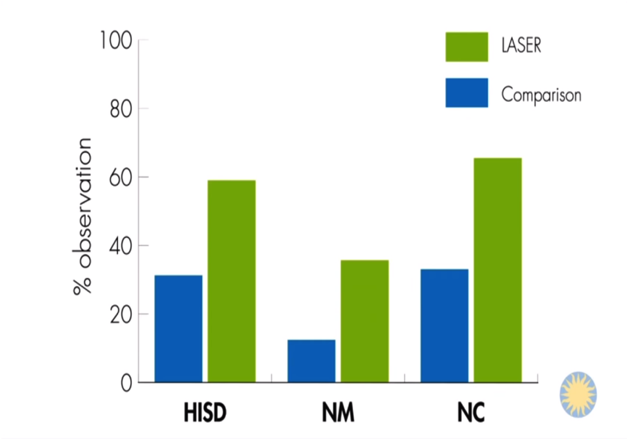 100
80
60
40
20
0
% observation
LASER
Comparison
HISD
NM
NC